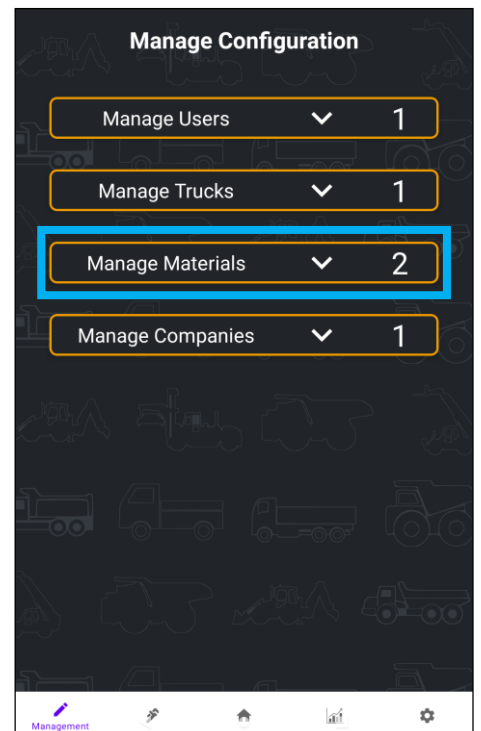 Manage Configuration
Manage Users 1
Manage Trucks 1
Manage Materials 2
Manage Companies 1
Management